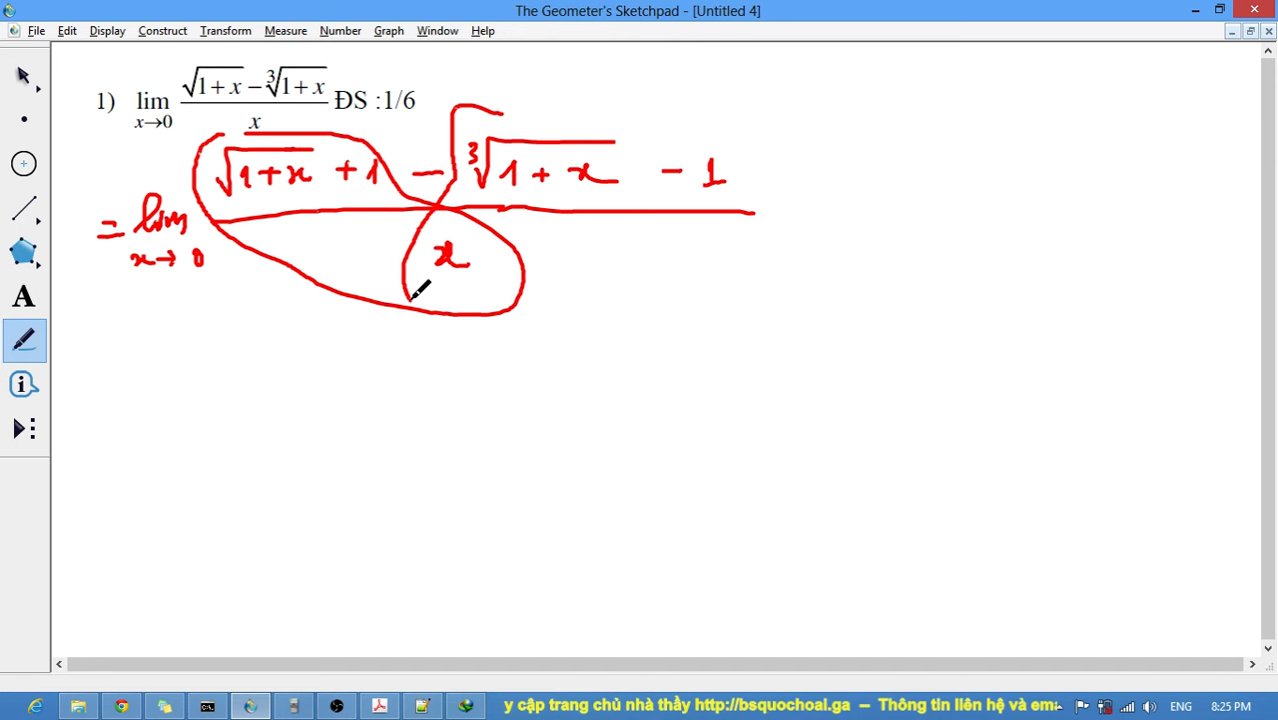 The Geometer's Sketchpad - [Untitled 4]
File Edit Display Construct Transform Measure Number Graph Window Help
1) lim x→0 (√1+x − ∛1+x)/x ĐS :1/6
√1+x + 1 − ∛1+x − 1
= lim
x→0
x
A
y cập trang chủ nhà thầy http://bsquochoai.ga – Thông tin liên hệ và ema
ENG 8:25 PM